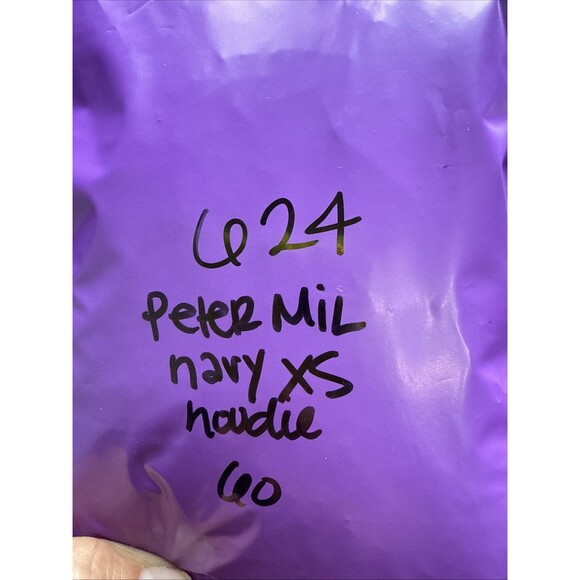 624
Peter Mil
navy XS
hoodie
60